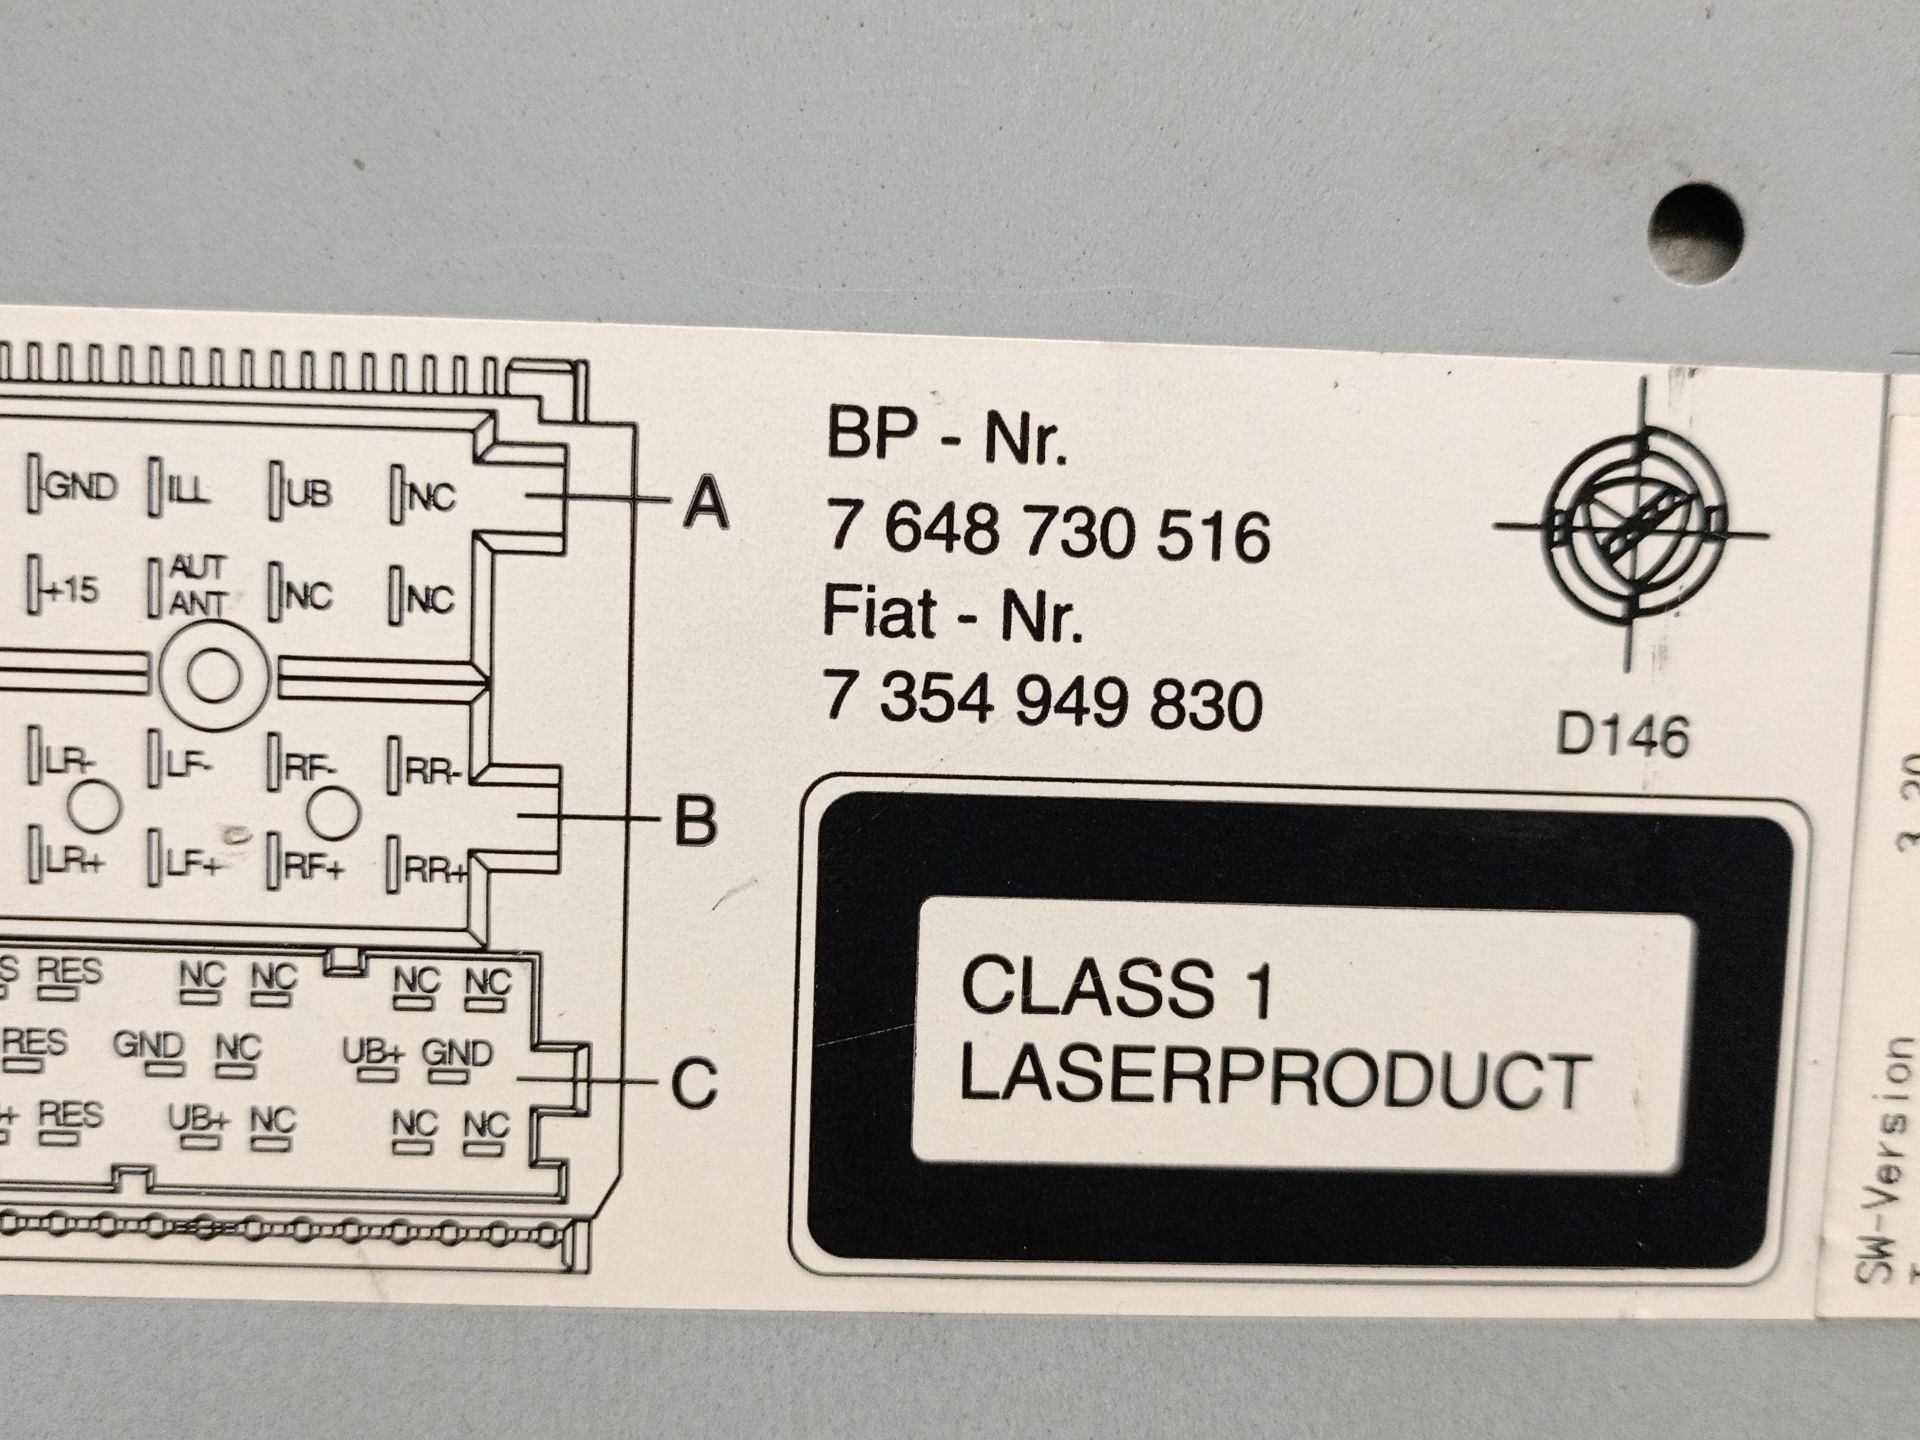 GND ILL UB NC A
+15 AUT ANT NC NC
LR- LF- RF- RR-
B
LR+ LF+ RF+ RR+
S RES NC NC NC NC
RES GND NC UB+ GND C
+ RES UB+ NC NC NC
BP - Nr.
7 648 730 516
Fiat - Nr.
7 354 949 830
D146
CLASS 1
LASERPRODUCT
SW-Version 3.20